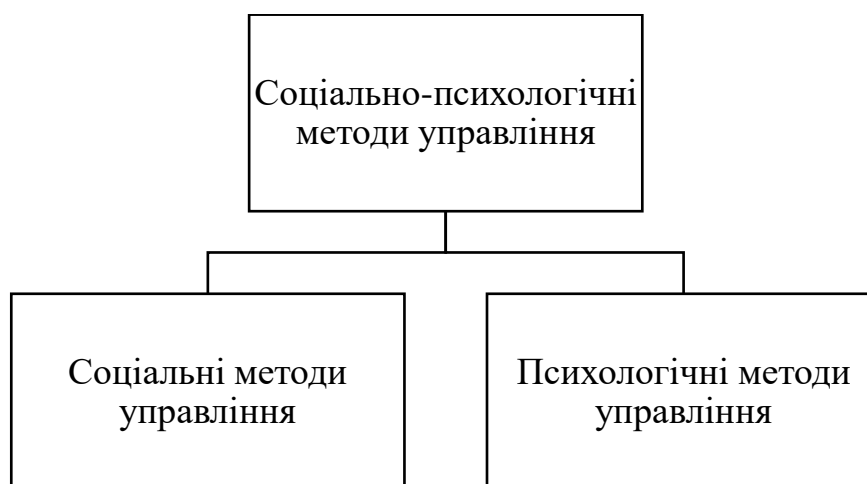 Соціально-психологічні
методи управління
Соціальні методи
управління
Психологічні методи
управління